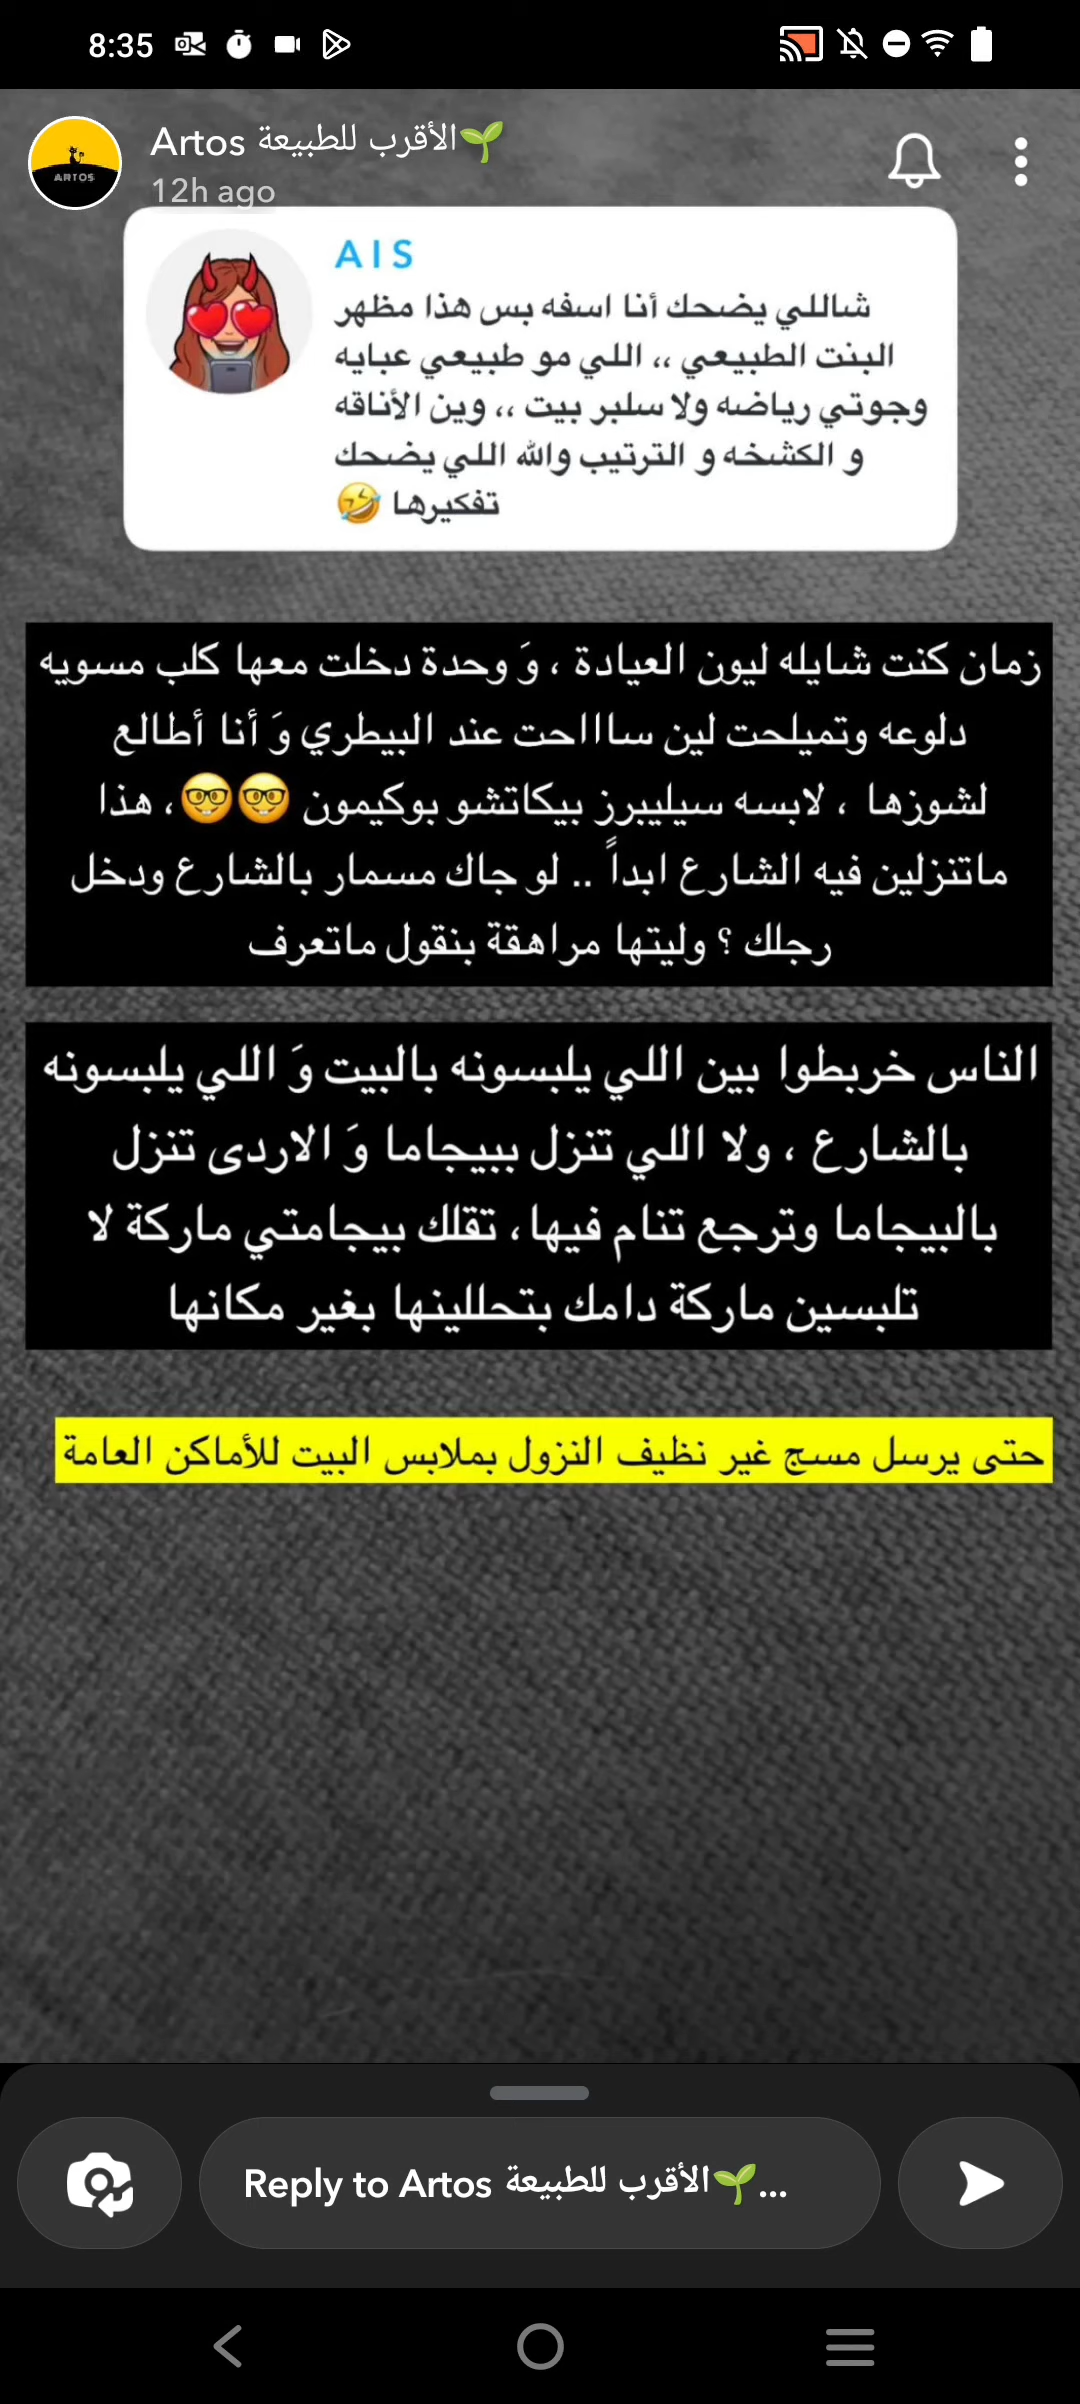 8:35
Artos الأقرب للطبيعة🌱
12h ago
ARTOS
A I S
شاللي يضحك أنا اسفه بس هذا مظهر
البنت الطبيعي ،، اللي مو طبيعي عبايه
وجوتي رياضه ولا سلبر بيت ،، وين الأناقه
و الكشخه و الترتيب والله اللي يضحك
تفكيرها 🤣
زمان كنت شايله ليون العيادة ، وَ وحدة دخلت معها كلب مسويه
دلوعه وتميلحت لين ساااحت عند البيطري وَ أنا أطالع
لشوزها ، لابسه سيليبرز بيكاتشو بوكيمون 🤓🤓، هذا
ماتنزلين فيه الشارع ابداً .. لو جاك مسمار بالشارع ودخل
رجلك ؟ وليتها مراهقة بنقول ماتعرف
الناس خربطوا بين اللي يلبسونه بالبيت وَ اللي يلبسونه
بالشارع ، ولا اللي تنزل ببيجاما وَ الاردى تنزل
بالبيجاما وترجع تنام فيها، تقلك بيجامتي ماركة لا
تلبسين ماركة دامك بتحللينها بغير مكانها
حتى يرسل مسج غير نظيف النزول بملابس البيت للأماكن العامة
Reply to Artos الأقرب للطبيعة🌱...